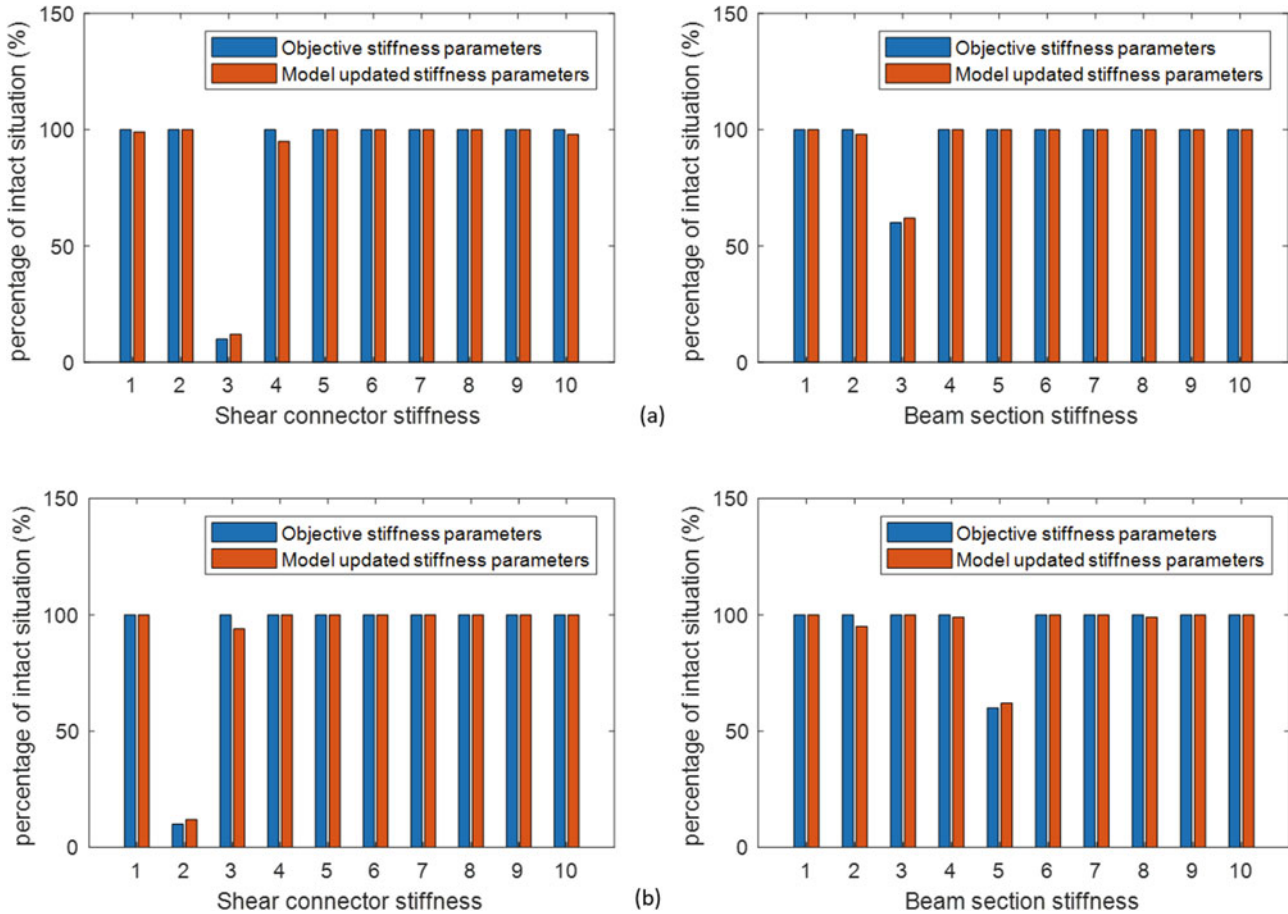 150
100
50
0
percentage of intact situation (%)
Objective stiffness parameters
Model updated stiffness parameters
1 2 3 4 5 6 7 8 9 10
Shear connector stiffness
150
100
50
0
percentage of intact situation (%)
Objective stiffness parameters
Model updated stiffness parameters
1 2 3 4 5 6 7 8 9 10
Beam section stiffness
(a)
150
100
50
0
percentage of intact situation (%)
Objective stiffness parameters
Model updated stiffness parameters
1 2 3 4 5 6 7 8 9 10
Shear connector stiffness
150
100
50
0
percentage of intact situation (%)
Objective stiffness parameters
Model updated stiffness parameters
1 2 3 4 5 6 7 8 9 10
Beam section stiffness
(b)